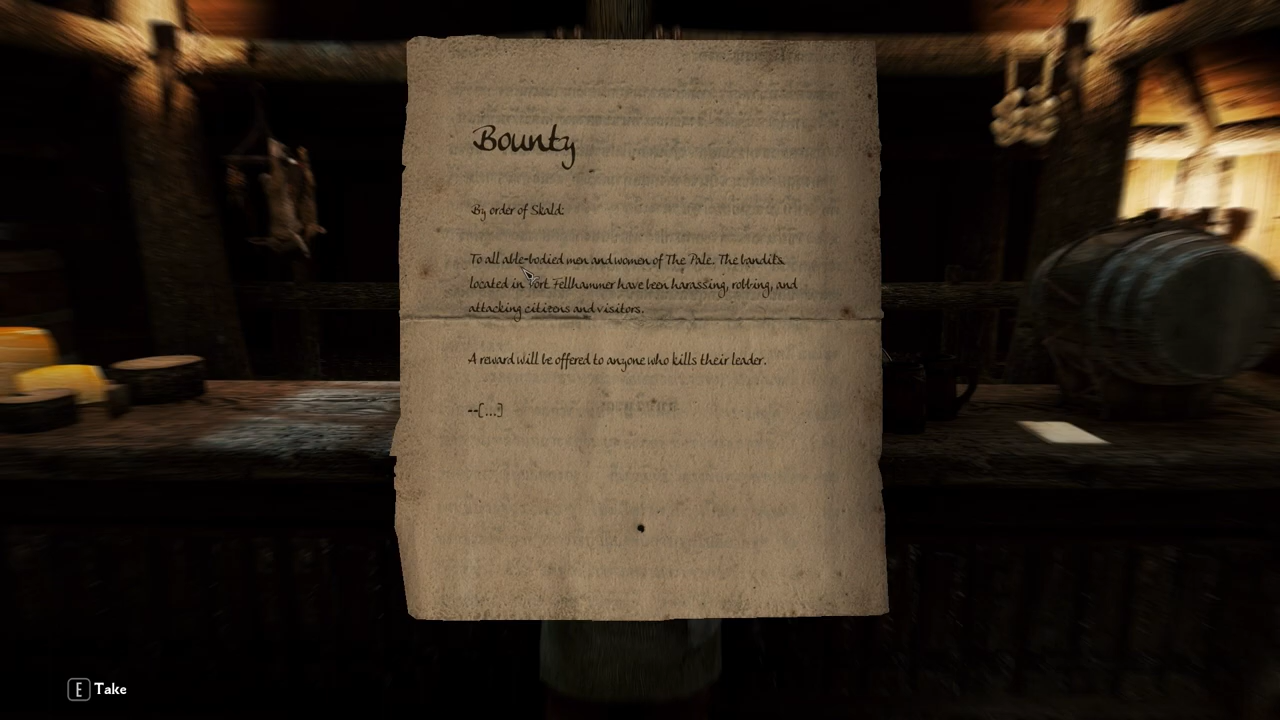 Bounty
By order of Skald:
To all able-bodied men and women of The Pale. The bandits
located in Fort Fellhammer have been harassing, robbing, and
attacking citizens and visitors.
A reward will be offered to anyone who kills their leader.
--[...]
E Take